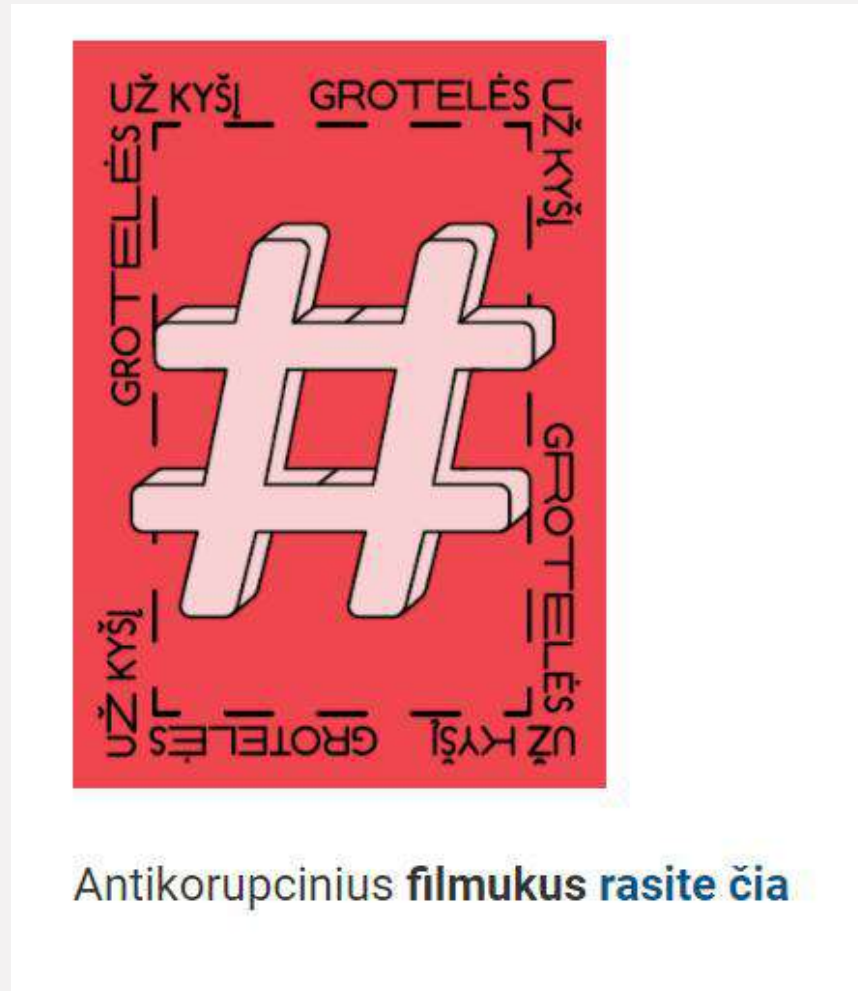 UŽ KYŠĮ GROTELĖS
UŽ KYŠĮ
GROTELĖS
UŽ KYŠĮ
GROTELĖS
UŽ KYŠĮ
GROTELĖS
Antikorupcinius filmukus rasite čia